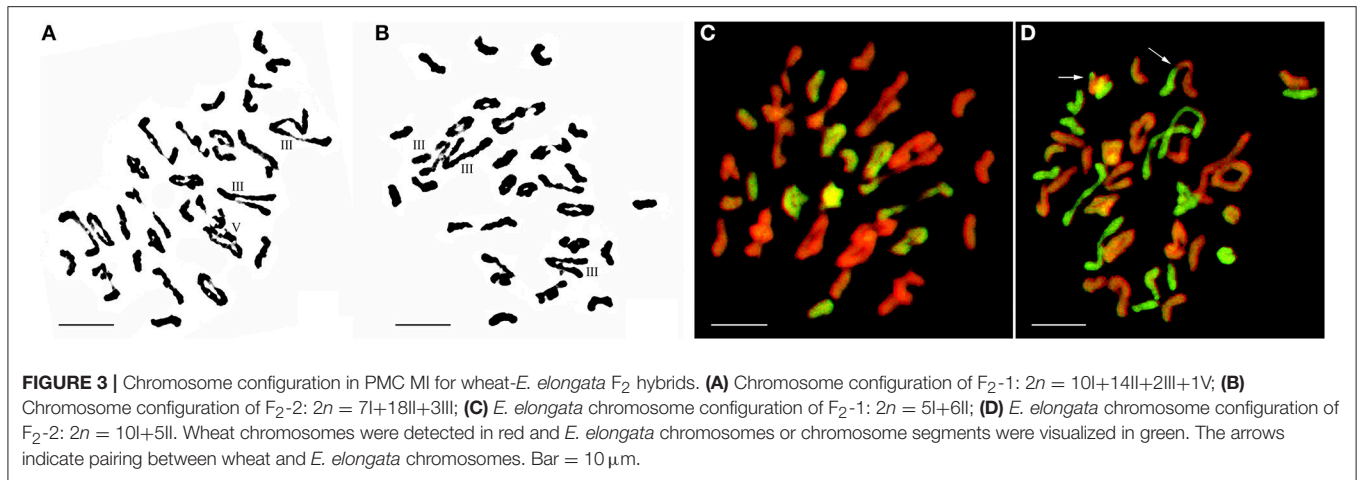 A
B
C
D
III
III
V
III
III
III
FIGURE 3 | Chromosome configuration in PMC MI for wheat-E. elongata F2 hybrids. (A) Chromosome configuration of F2-1: 2n = 10I+14II+2III+1V; (B)
Chromosome configuration of F2-2: 2n = 7I+18II+3III; (C) E. elongata chromosome configuration of F2-1: 2n = 5I+6II; (D) E. elongata chromosome configuration of
F2-2: 2n = 10I+5II. Wheat chromosomes were detected in red and E. elongata chromosomes or chromosome segments were visualized in green. The arrows
indicate pairing between wheat and E. elongata chromosomes. Bar = 10 μm.